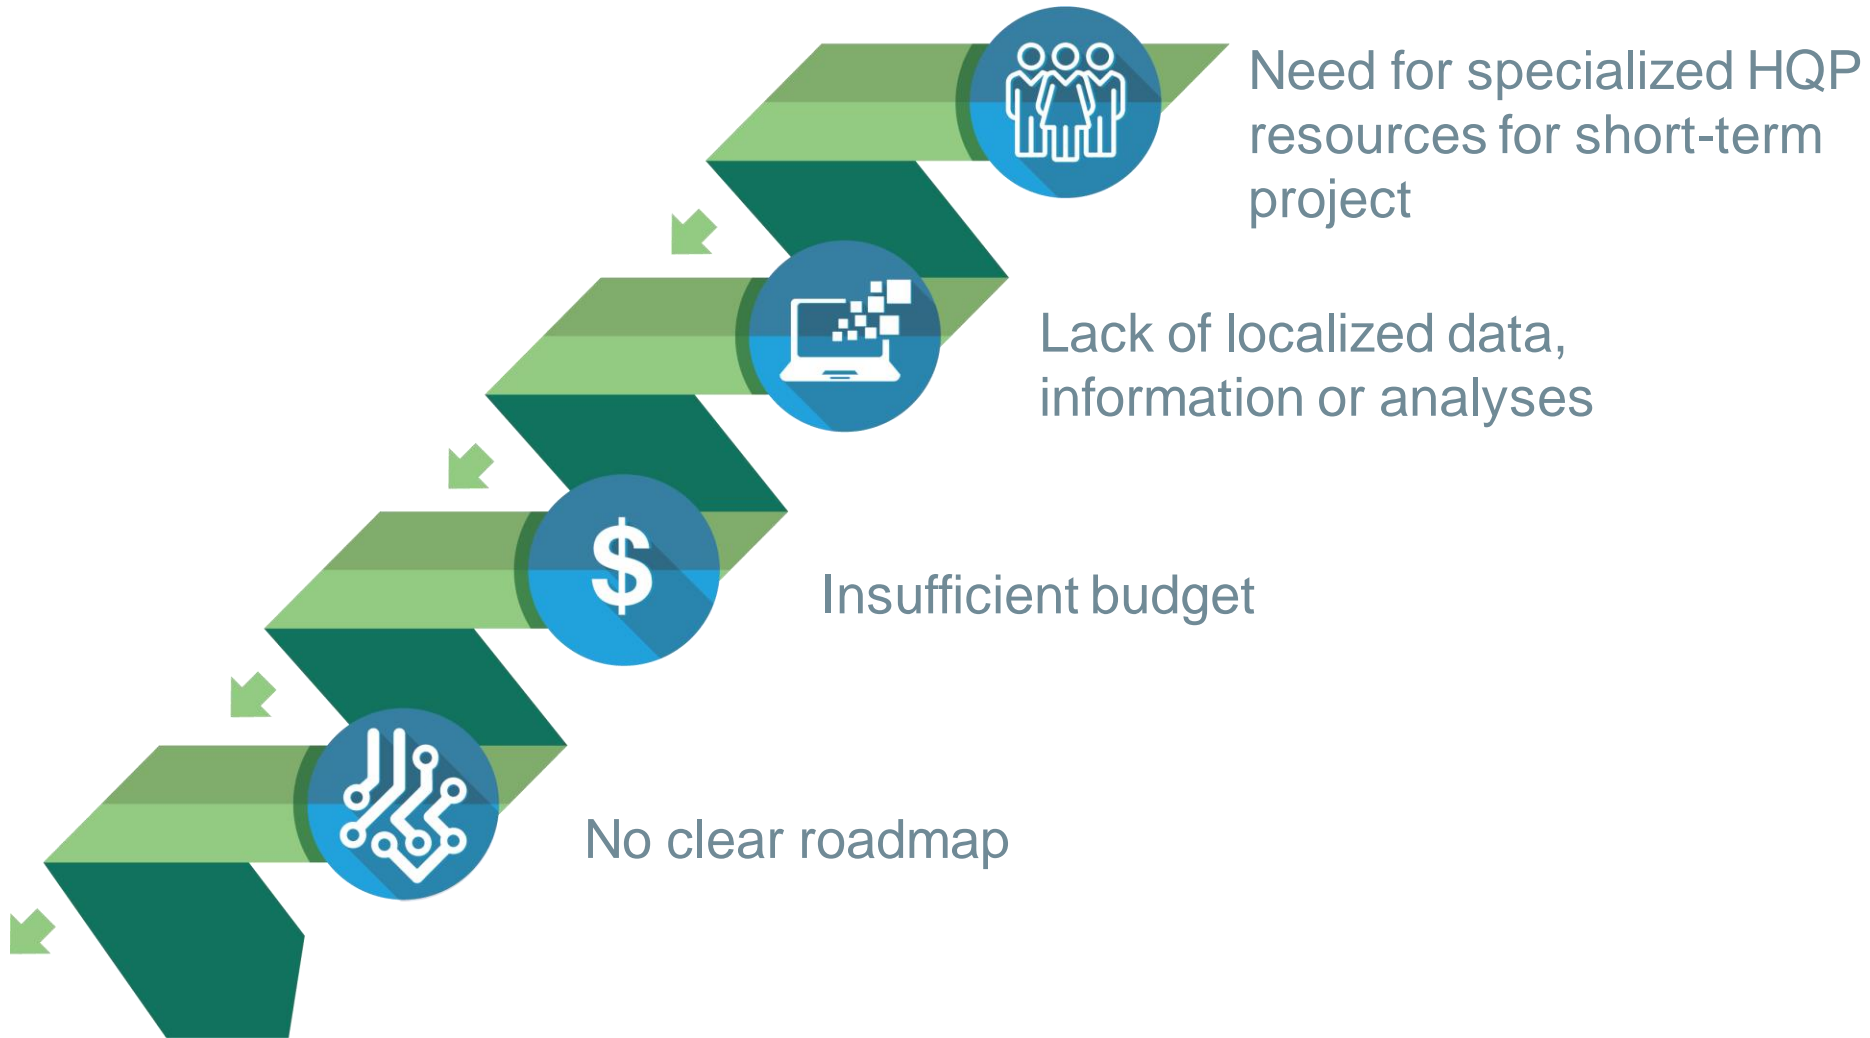 Need for specialized HQP
resources for short-term
project
Lack of localized data,
information or analyses
$
Insufficient budget
No clear roadmap